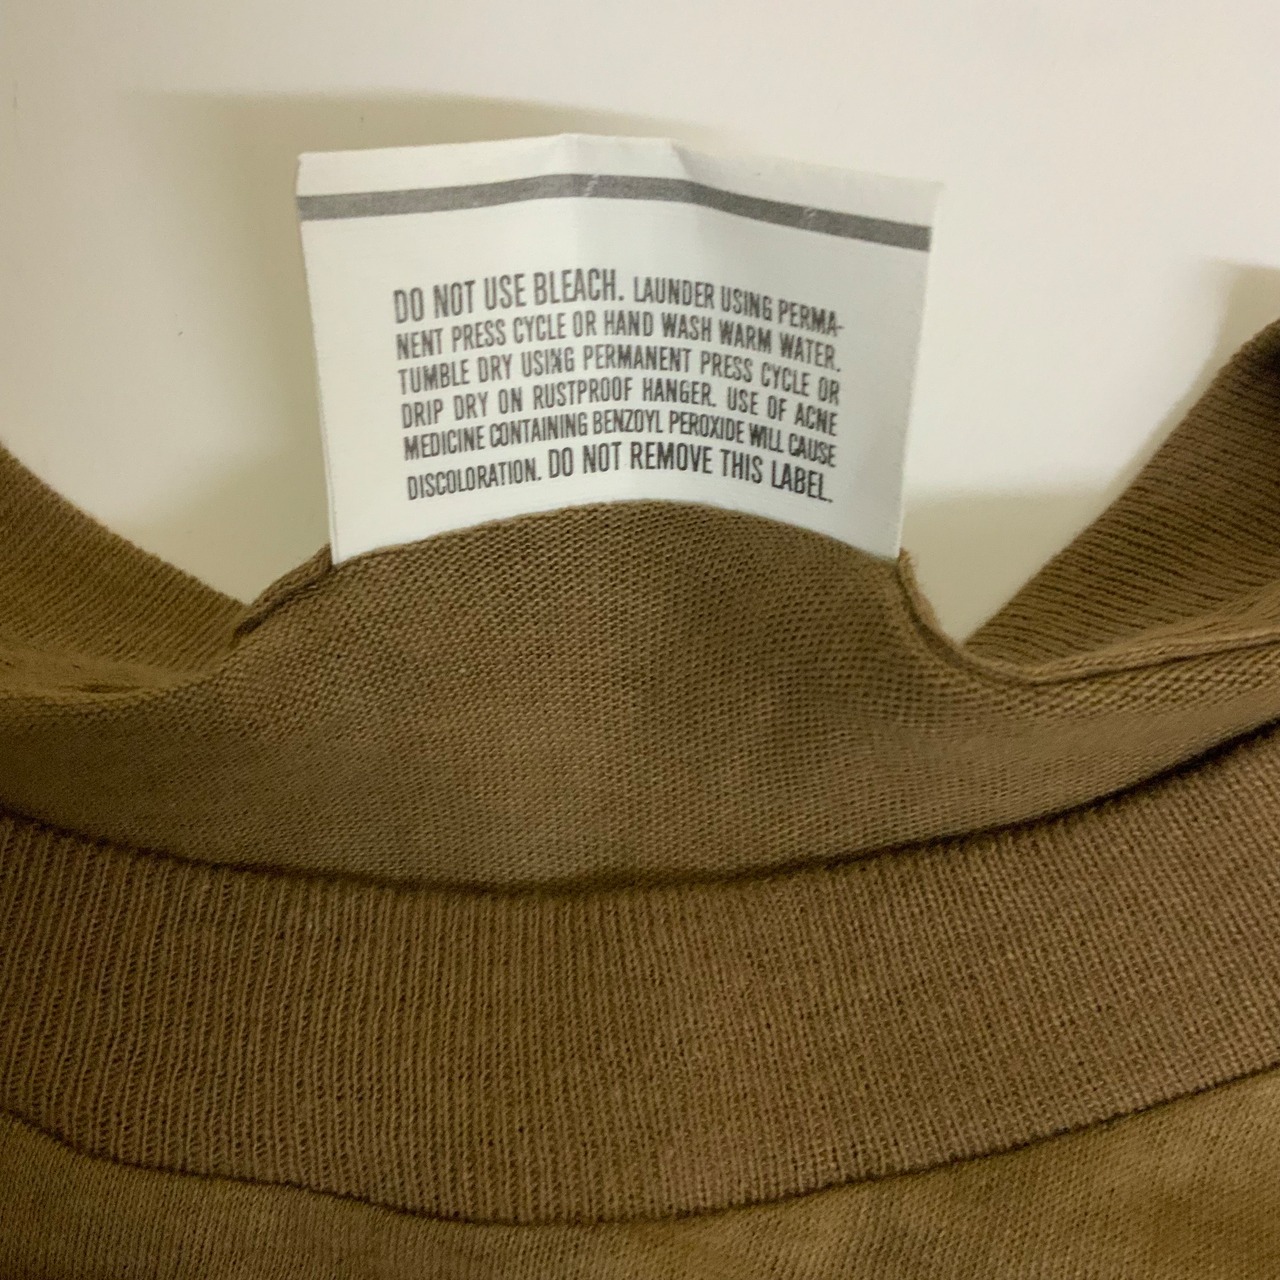 DO NOT USE BLEACH. LAUNDER USING PERMA-
NENT PRESS CYCLE OR HAND WASH WARM WATER.
TUMBLE DRY USING PERMANENT PRESS CYCLE OR
DRIP DRY ON RUSTPROOF HANGER. USE OF ACNE
MEDICINE CONTAINING BENZOYL PEROXIDE WILL CAUSE
DISCOLORATION. DO NOT REMOVE THIS LABEL.